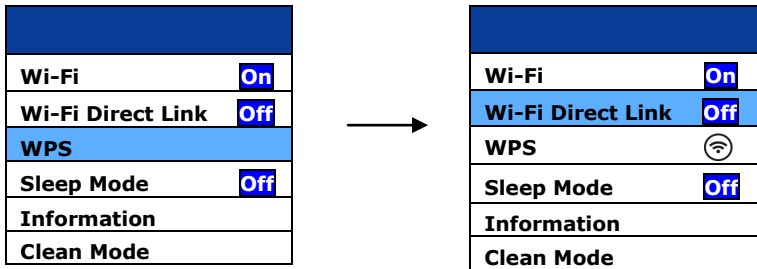 Wi-Fi On
Wi-Fi Direct Link Off
WPS
Sleep Mode Off
Information
Clean Mode
Wi-Fi On
Wi-Fi Direct Link Off
WPS
Sleep Mode Off
Information
Clean Mode